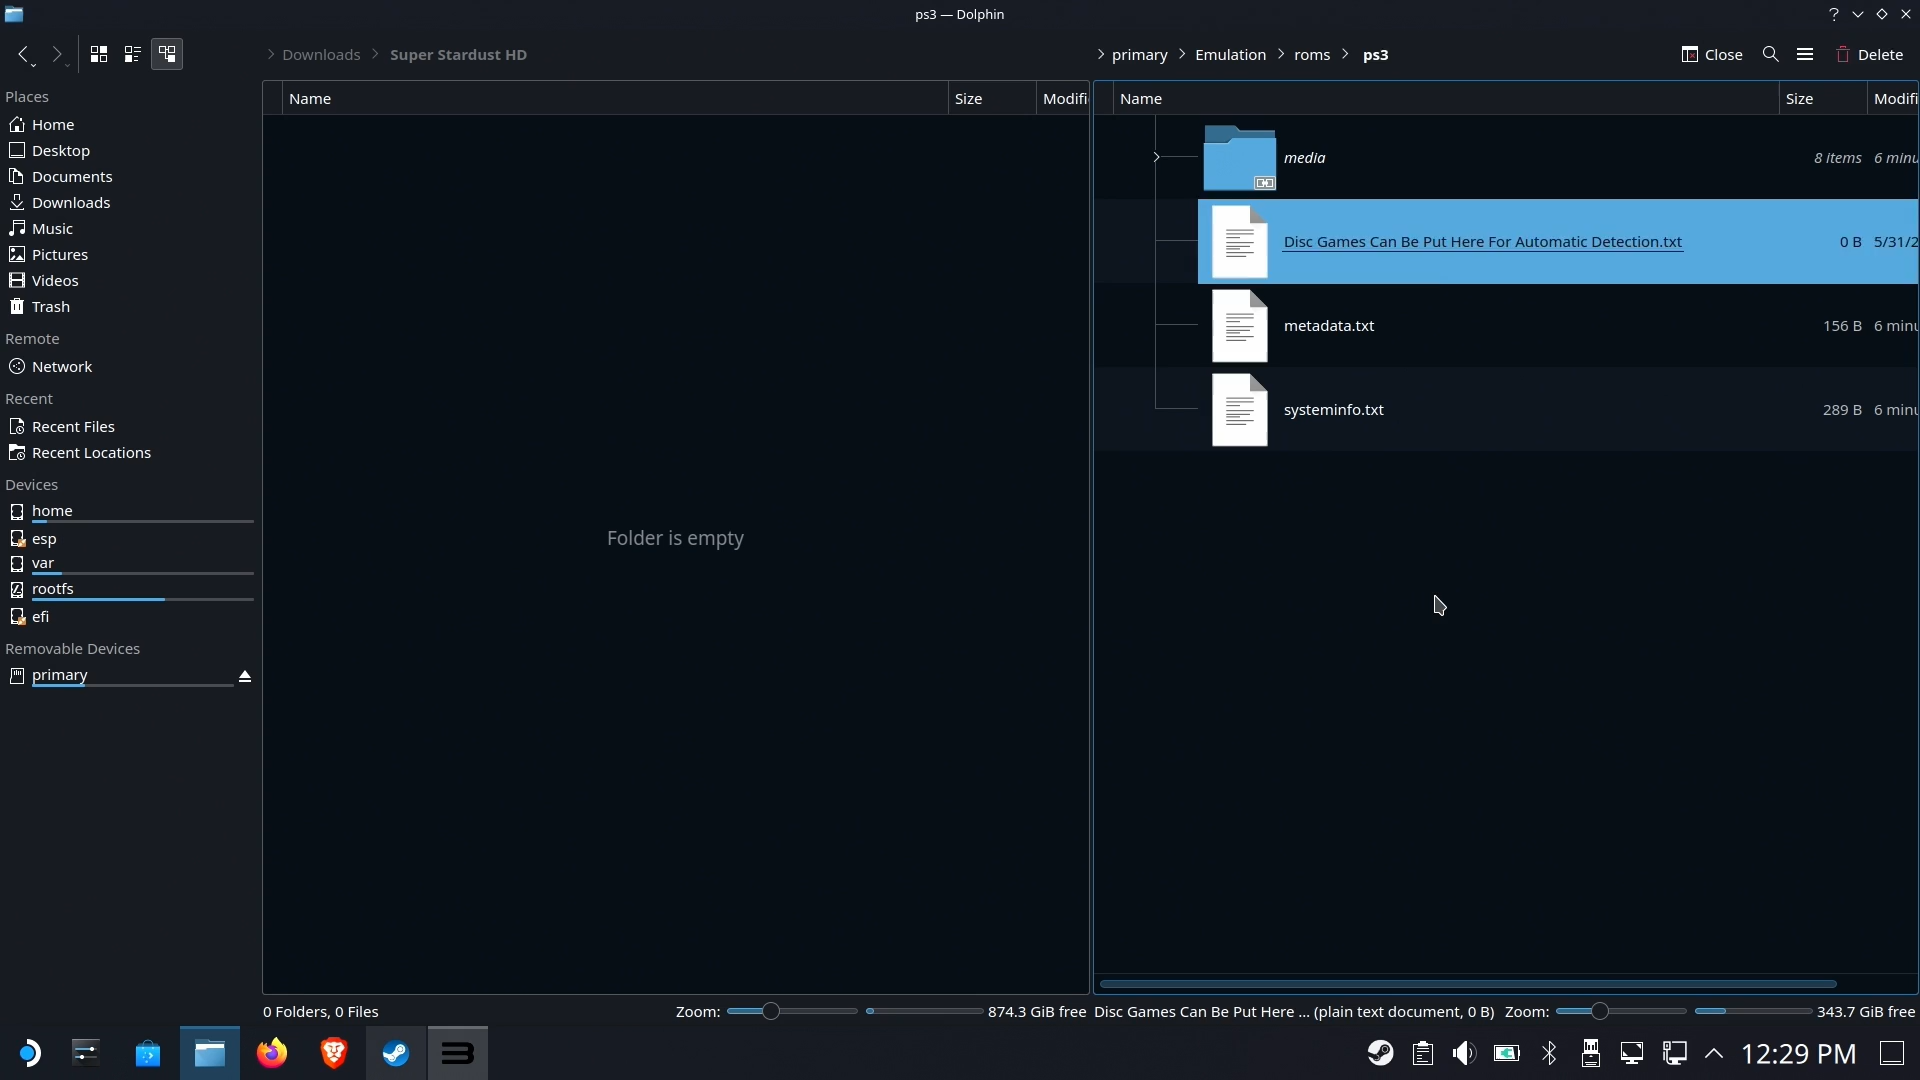 ps3 — Dolphin
Downloads
Super Stardust HD
primary
Emulation
roms
ps3
Close
Delete
Places
Home
Desktop
Documents
Downloads
Music
Pictures
Videos
Trash
Remote
Network
Recent
Recent Files
Recent Locations
Devices
home
esp
var
rootfs
efi
Removable Devices
primary
Name Size Modifi
Folder is empty
0 Folders, 0 Files
Zoom:
874.3 GiB free
Name Size Modifi
media 8 items 6 minu
Disc Games Can Be Put Here For Automatic Detection.txt 0 B 5/31/2
metadata.txt 156 B 6 minu
systeminfo.txt 289 B 6 minu
Disc Games Can Be Put Here ... (plain text document, 0 B)
Zoom:
343.7 GiB free
12:29 PM